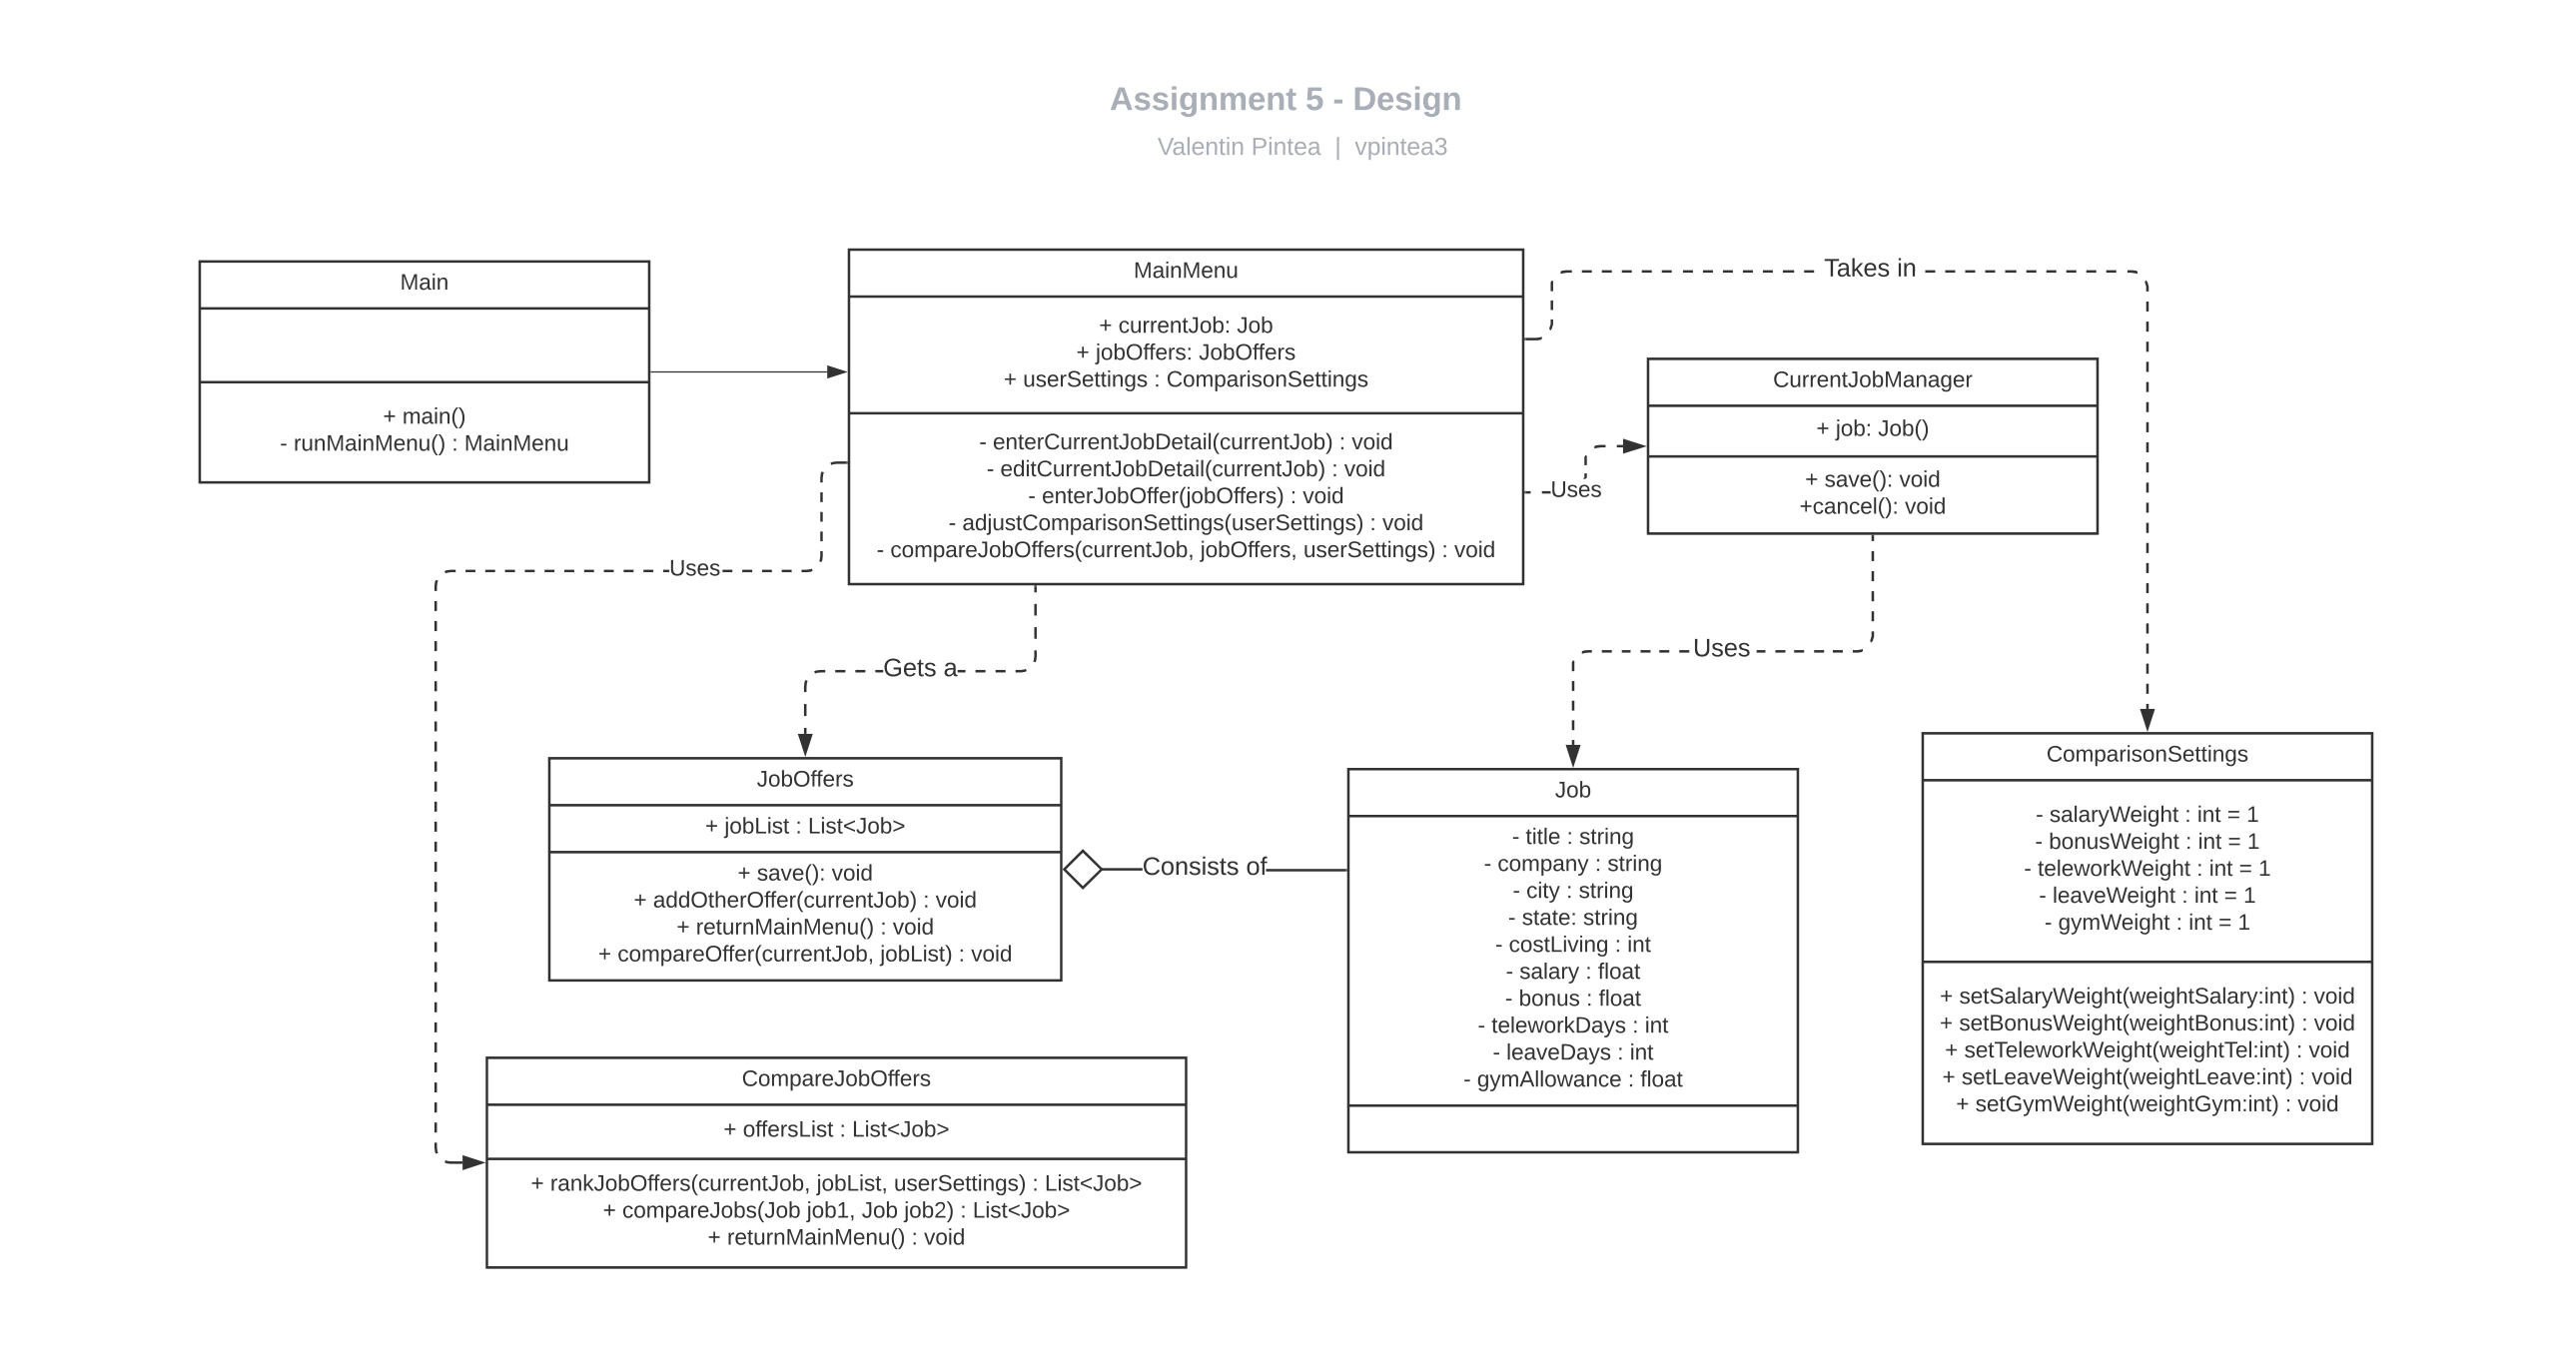 Assignment 5 - Design
Valentin Pintea | vpintea3
Main
+ main()
- runMainMenu() : MainMenu
MainMenu
+ currentJob: Job
+ jobOffers: JobOffers
+ userSettings : ComparisonSettings
- enterCurrentJobDetail(currentJob) : void
- editCurrentJobDetail(currentJob) : void
- enterJobOffer(jobOffers) : void
- adjustComparisonSettings(userSettings) : void
- compareJobOffers(currentJob, jobOffers, userSettings) : void
Takes in
CurrentJobManager
+ job: Job()
+ save(): void
+cancel(): void
Uses
Uses
Gets a
Uses
JobOffers
+ jobList : List<Job>
+ save(): void
+ addOtherOffer(currentJob) : void
+ returnMainMenu() : void
+ compareOffer(currentJob, jobList) : void
Consists of
Job
- title : string
- company : string
- city : string
- state: string
- costLiving : int
- salary : float
- bonus : float
- teleworkDays : int
- leaveDays : int
- gymAllowance : float
ComparisonSettings
- salaryWeight : int = 1
- bonusWeight : int = 1
- teleworkWeight : int = 1
- leaveWeight : int = 1
- gymWeight : int = 1
+ setSalaryWeight(weightSalary:int) : void
+ setBonusWeight(weightBonus:int) : void
+ setTeleworkWeight(weightTel:int) : void
+ setLeaveWeight(weightLeave:int) : void
+ setGymWeight(weightGym:int) : void
CompareJobOffers
+ offersList : List<Job>
+ rankJobOffers(currentJob, jobList, userSettings) : List<Job>
+ compareJobs(Job job1, Job job2) : List<Job>
+ returnMainMenu() : void